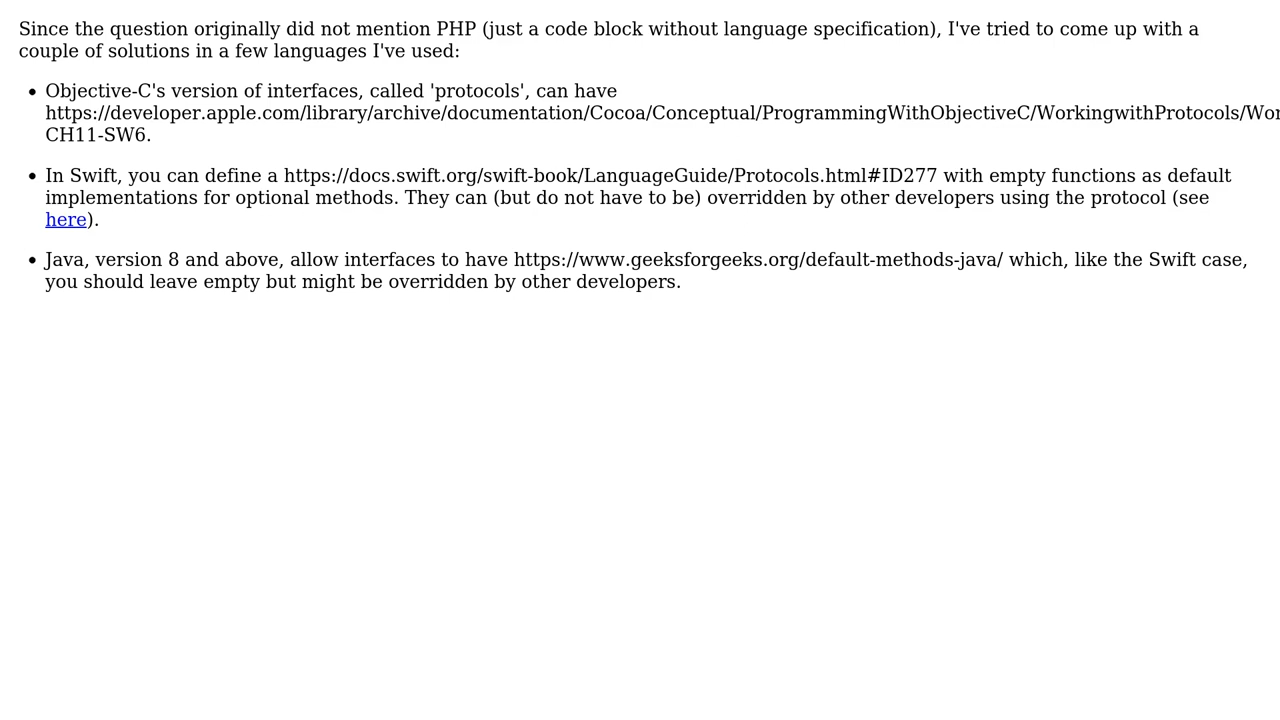 Since the question originally did not mention PHP (just a code block without language specification), I've tried to come up with a
couple of solutions in a few languages I've used:
Objective-C's version of interfaces, called 'protocols', can have
https://developer.apple.com/library/archive/documentation/Cocoa/Conceptual/ProgrammingWithObjectiveC/WorkingwithProtocols/Wor
CH11-SW6.
In Swift, you can define a https://docs.swift.org/swift-book/LanguageGuide/Protocols.html#ID277 with empty functions as default
implementations for optional methods. They can (but do not have to be) overridden by other developers using the protocol (see
here).
Java, version 8 and above, allow interfaces to have https://www.geeksforgeeks.org/default-methods-java/ which, like the Swift case,
you should leave empty but might be overridden by other developers.